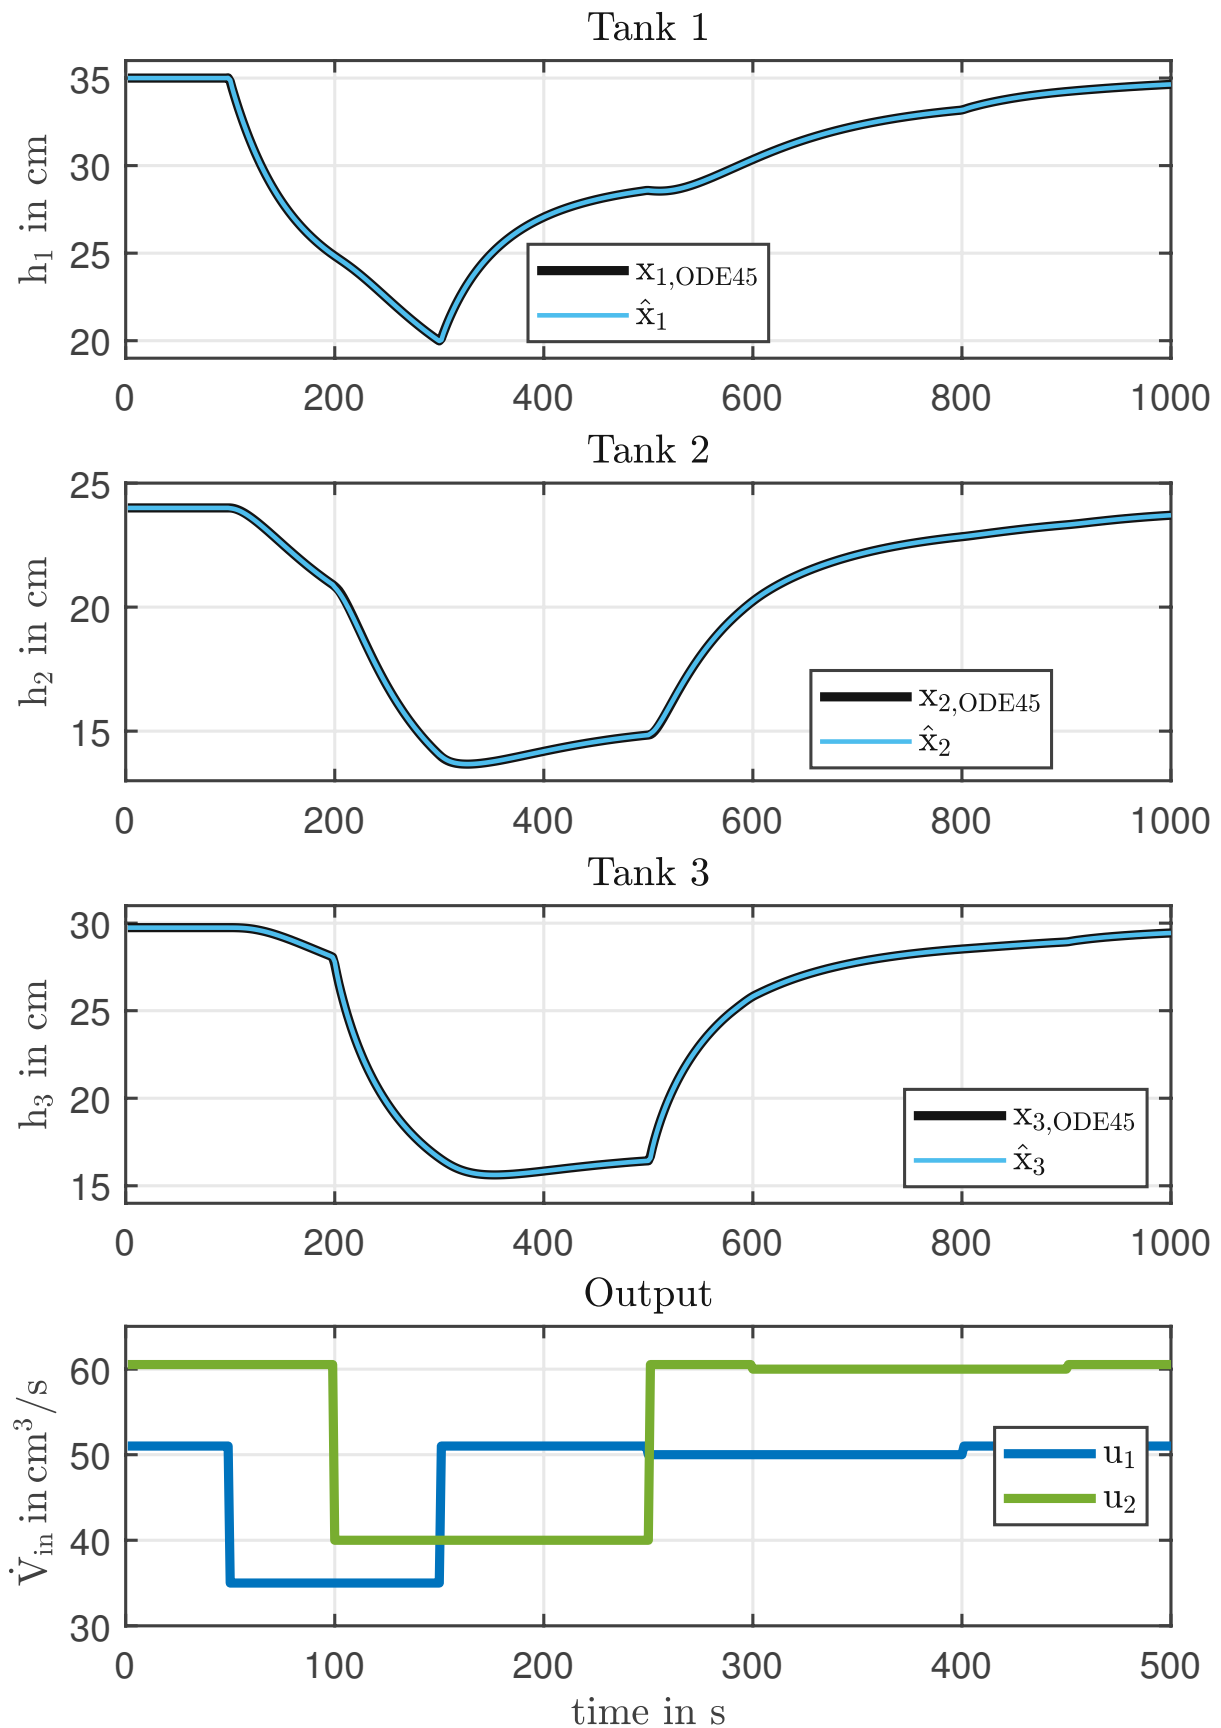 Tank 1
35
30
25
20
h₁ in cm
x₁,ODE45
x̂₁
0 200 400 600 800 1000
Tank 2
25
20
15
h₂ in cm
x₂,ODE45
x̂₂
0 200 400 600 800 1000
Tank 3
30
25
20
15
h₃ in cm
x₃,ODE45
x̂₃
0 200 400 600 800 1000
Output
60
50
40
30
V̇in in cm³/s
u₁
u₂
0 100 200 300 400 500
time in s